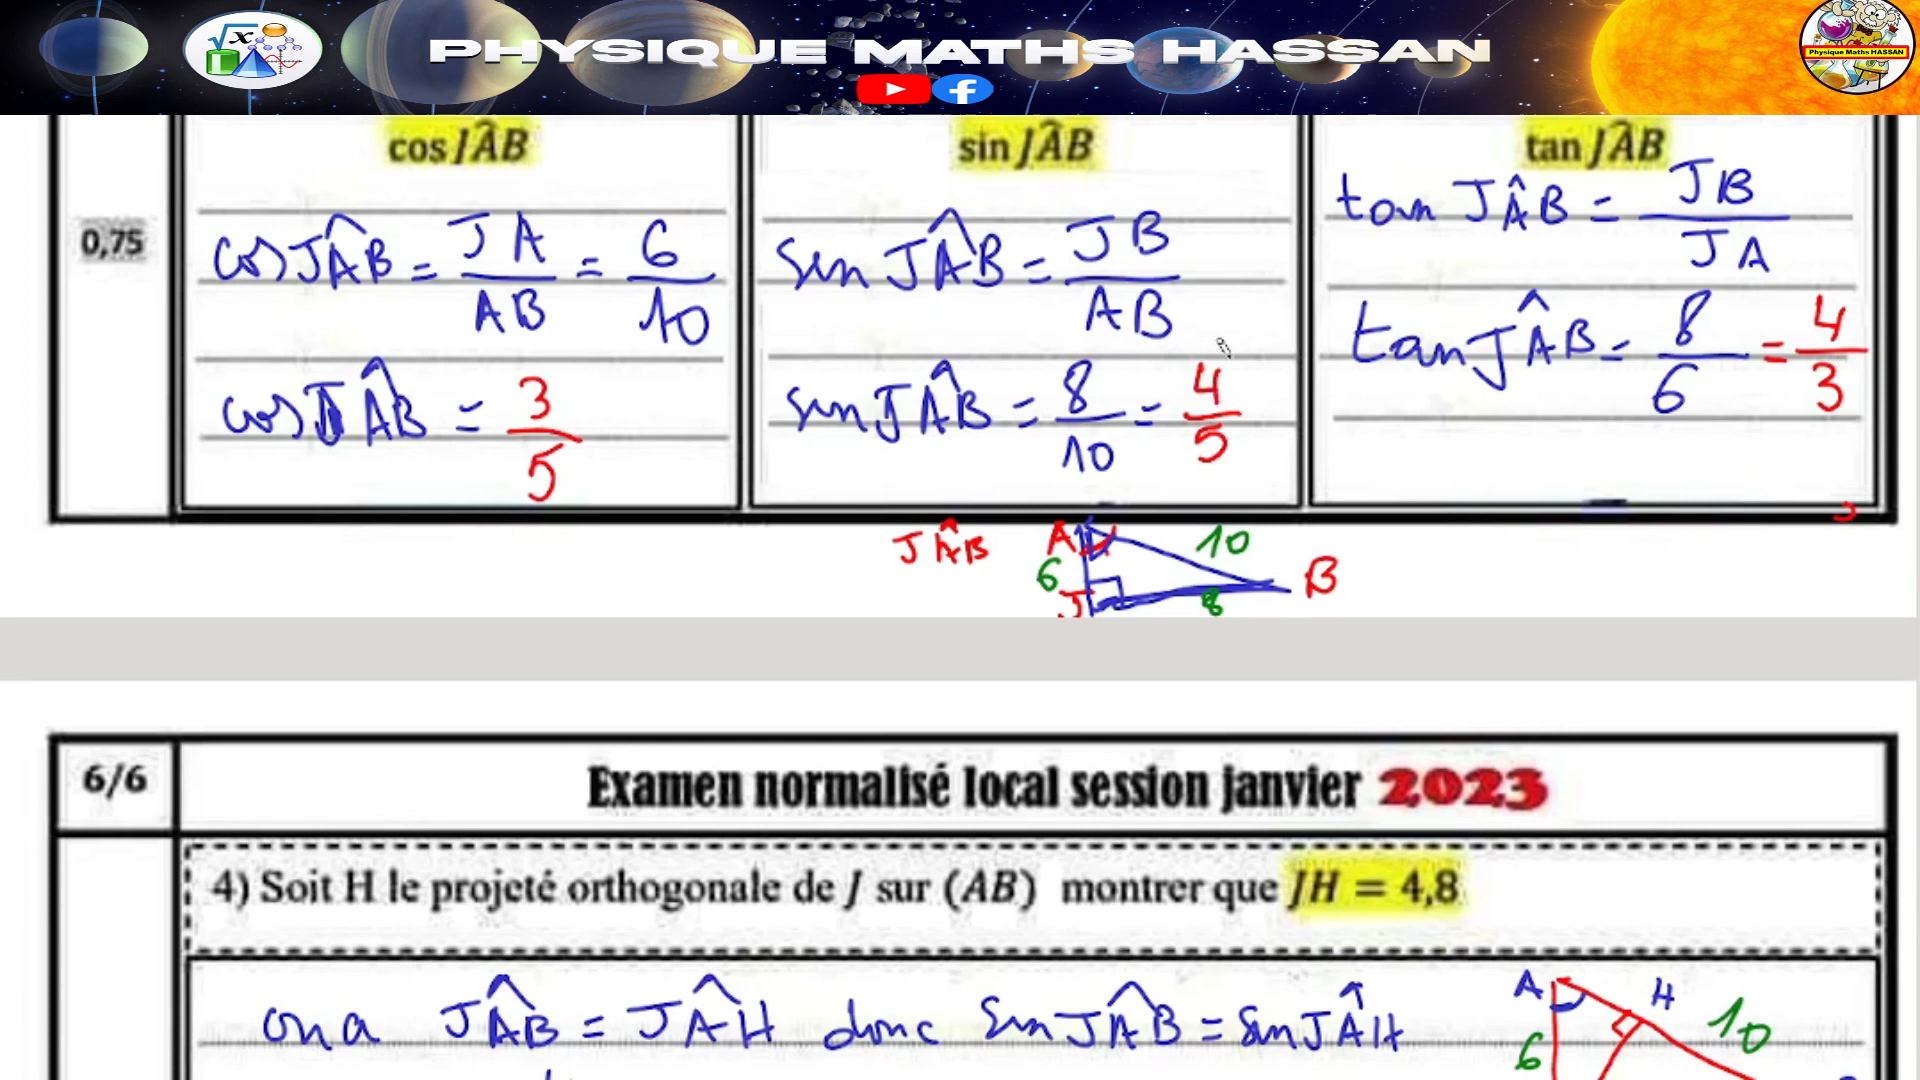 PHYSIQUE MATHS HASSAN
Physique Maths HASSAN
0,75
cos JÂB
cos JÂB = JA/AB = 6/10
cos JÂB = 3/5
sin JÂB
sin JÂB = JB/AB
sin JÂB = 8/10 = 4/5
tan JÂB
tan JÂB = JB/JA
tan JÂB = 8/6 = 4/3
JÂB
A 10
6 B
J 8
6/6
Examen normalisé local session janvier 2023
4) Soit H le projeté orthogonale de J sur (AB) montrer que JH = 4,8
on a JÂB = JÂH donc sin JÂB = sin JÂH
A H 10
6